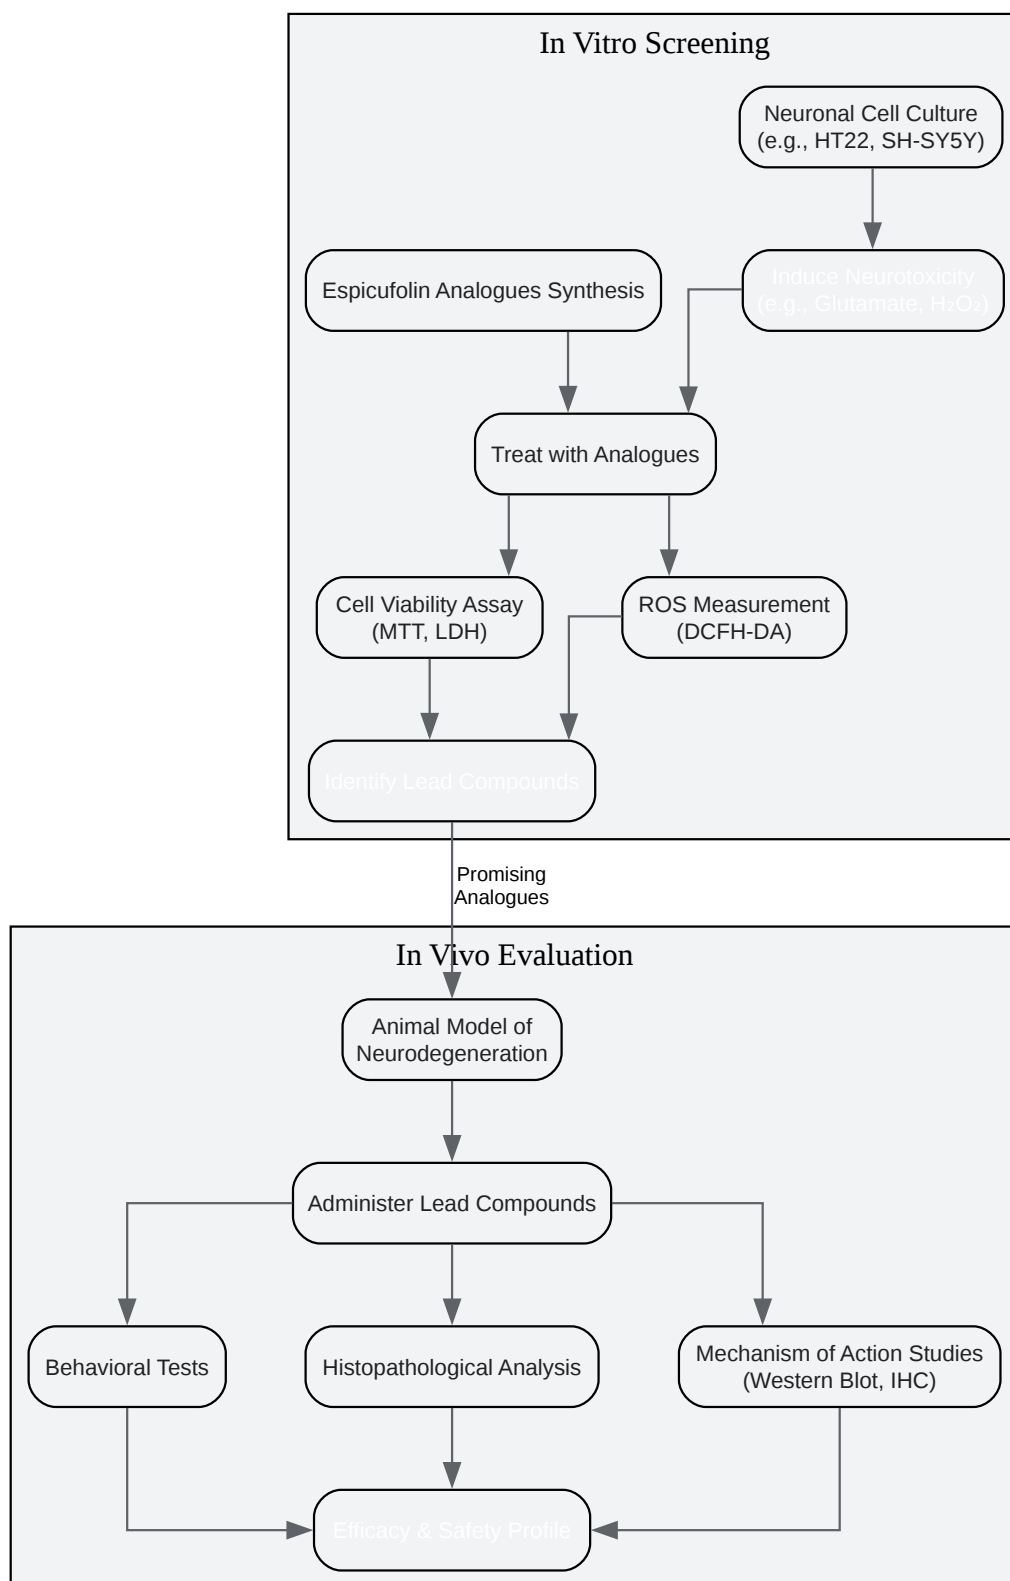 In Vitro Screening
Neuronal Cell Culture
(e.g., HT22, SH-SY5Y)
Induce Neurotoxicity
(e.g., Glutamate, H₂O₂)
Espicufolin Analogues Synthesis
Treat with Analogues
Cell Viability Assay
(MTT, LDH)
ROS Measurement
(DCFH-DA)
Identify Lead Compounds
Promising
Analogues
In Vivo Evaluation
Animal Model of
Neurodegeneration
Administer Lead Compounds
Behavioral Tests
Histopathological Analysis
Mechanism of Action Studies
(Western Blot, IHC)
Efficacy & Safety Profile